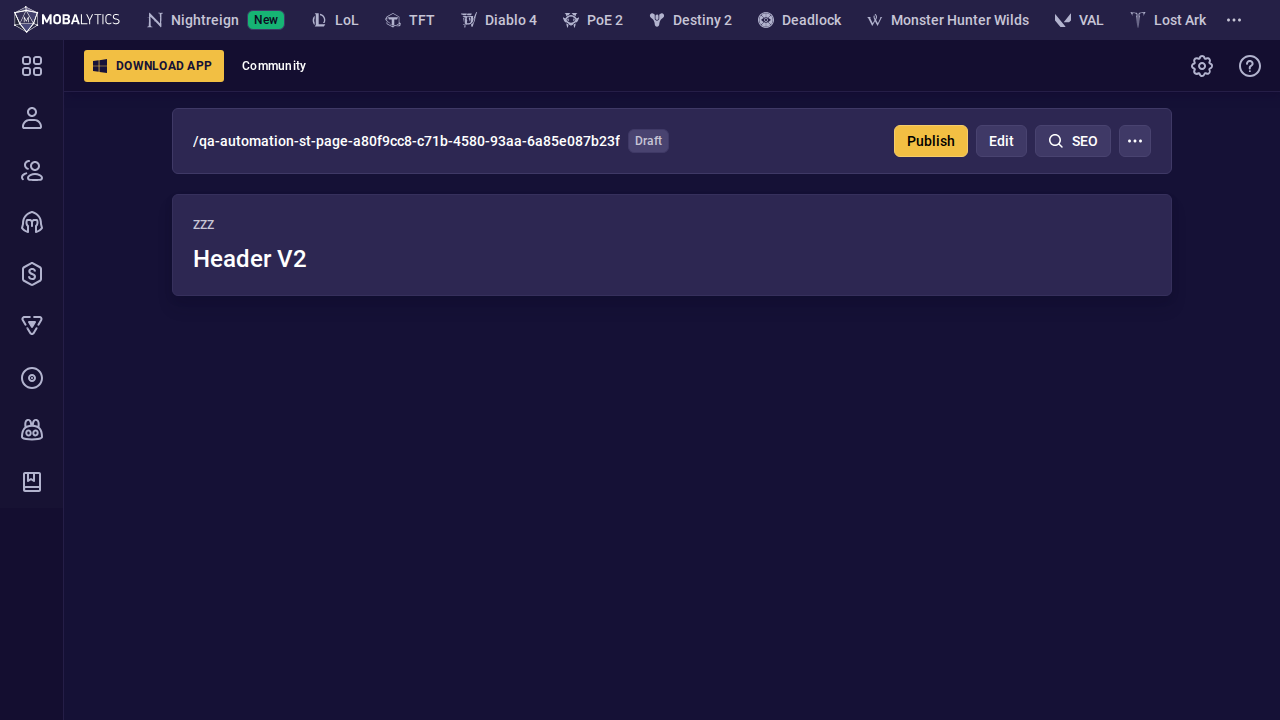 MOBALYTICS Nightreign New LoL TFT Diablo 4 PoE 2 Destiny 2 Deadlock Monster Hunter Wilds VAL Lost Ark
DOWNLOAD APP Community
/qa-automation-st-page-a80f9cc8-c71b-4580-93aa-6a85e087b23f Draft Publish Edit SEO
ZZZ
Header V2